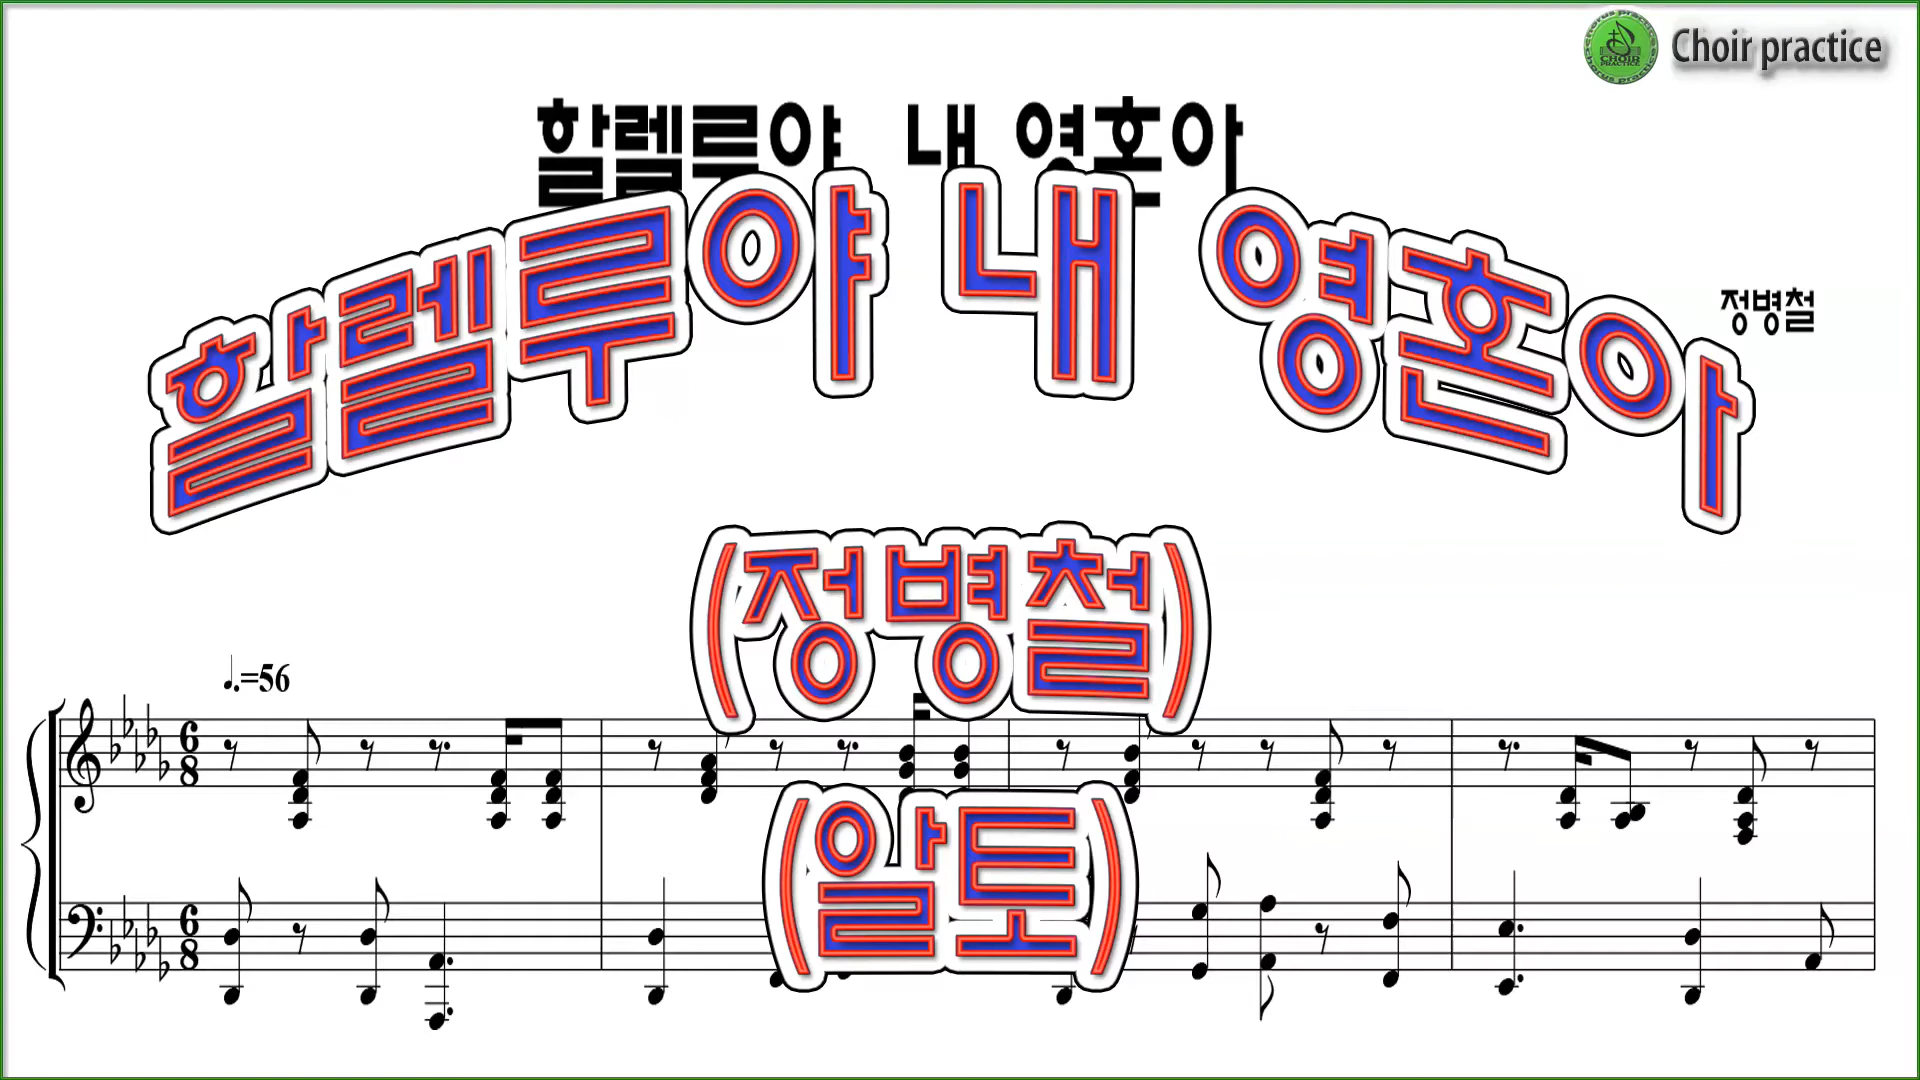 Choir practice
할렐루야 내 영혼아
할렐루야 내 영혼아
정병철
(정병철)
♩.=56
(알토)